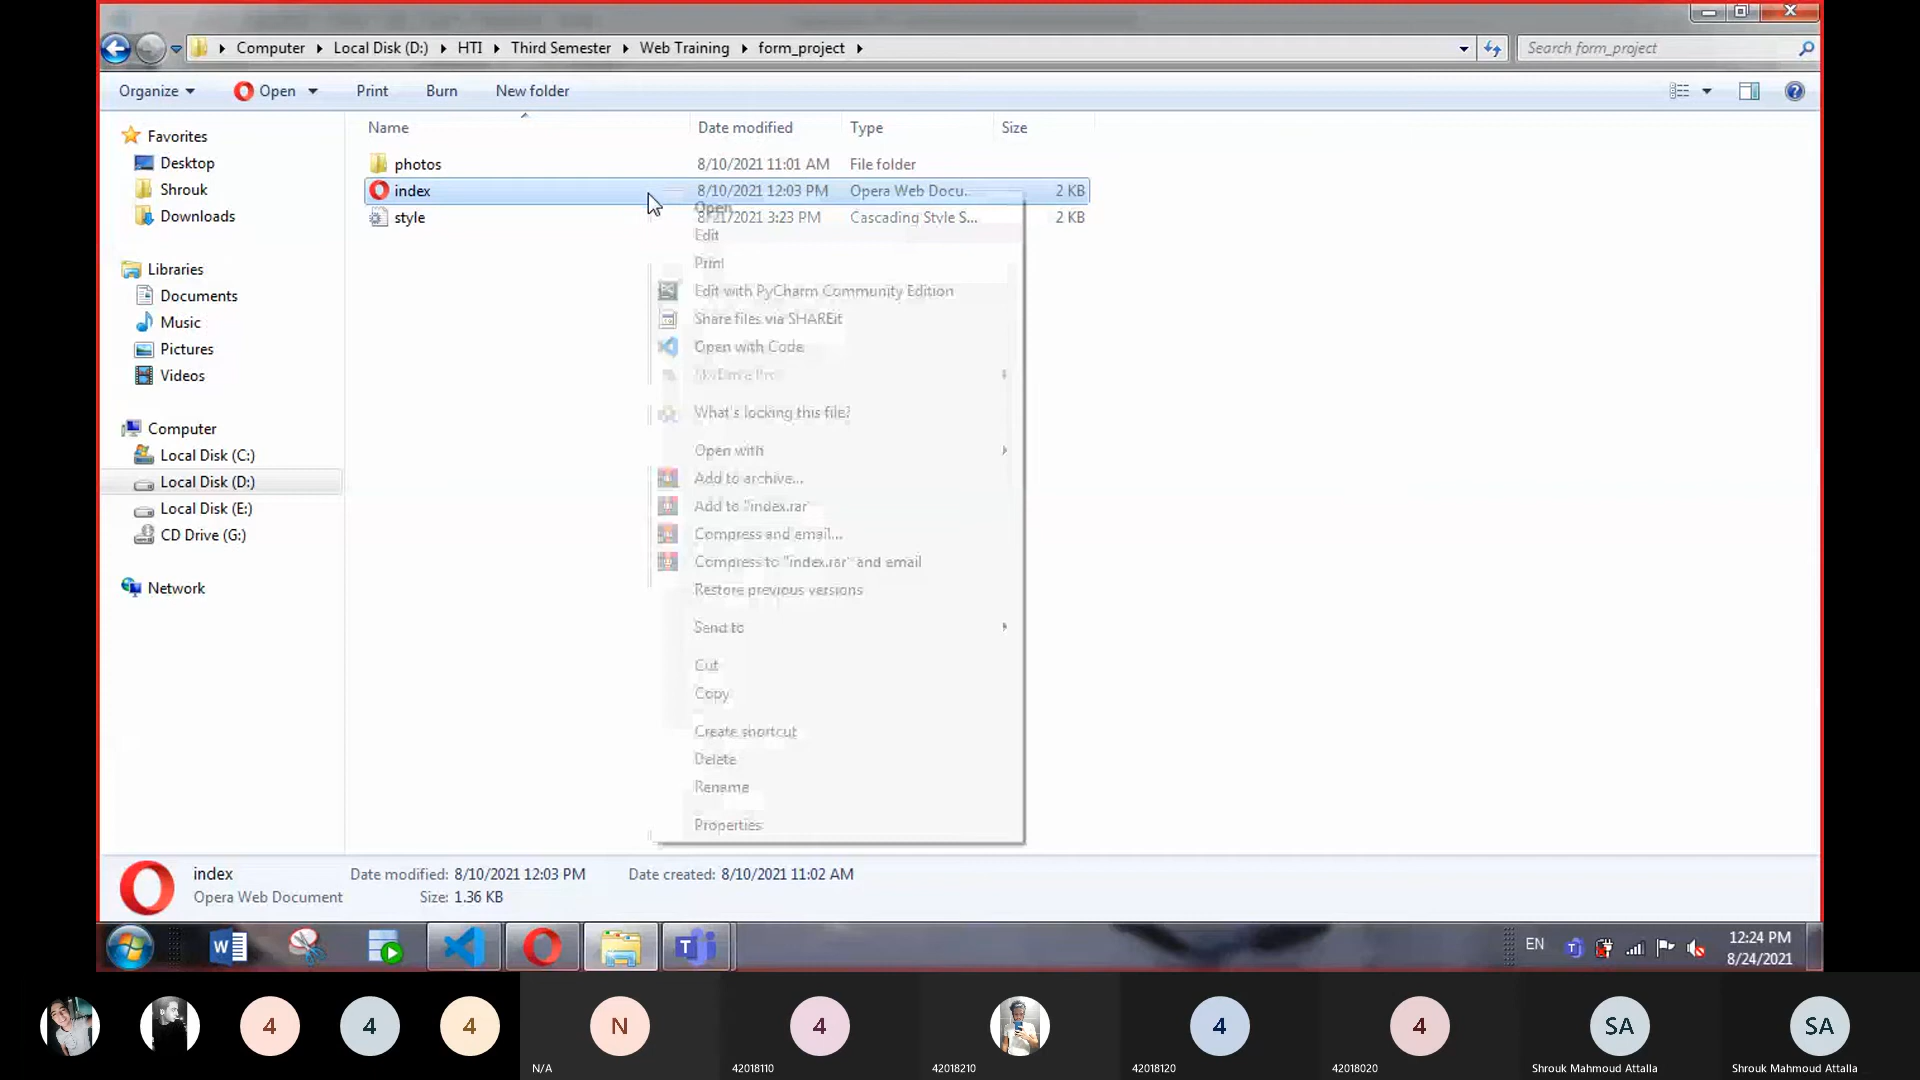 Computer Local Disk (D:) HTI Third Semester Web Training form_project
Search form_project
Organize Open Print Burn New folder
Name Date modified Type Size
photos 8/10/2021 11:01 AM File folder
index 8/10/2021 12:03 PM Opera Web Docu... 2 KB
style 8/21/2021 3:23 PM Cascading Style S... 2 KB
Favorites
Desktop
Shrouk
Downloads
Libraries
Documents
Music
Pictures
Videos
Computer
Local Disk (C:)
Local Disk (D:)
Local Disk (E:)
CD Drive (G:)
Network
Open
Edit
Print
Edit with PyCharm Community Edition
Share files via SHAREit
Open with Code
What's locking this file?
Open with
Add to archive...
Add to "index.rar"
Compress and email...
Compress to "index.rar" and email
Restore previous versions
Send to
Cut
Copy
Create shortcut
Delete
Rename
Properties
index Date modified: 8/10/2021 12:03 PM Date created: 8/10/2021 11:02 AM
Opera Web Document Size: 1.36 KB
EN
12:24 PM
8/24/2021
4 4 4 N 4 4 4 SA SA
N/A 42018110 42018210 42018120 42018020 Shrouk Mahmoud Attalla Shrouk Mahmoud Attalla